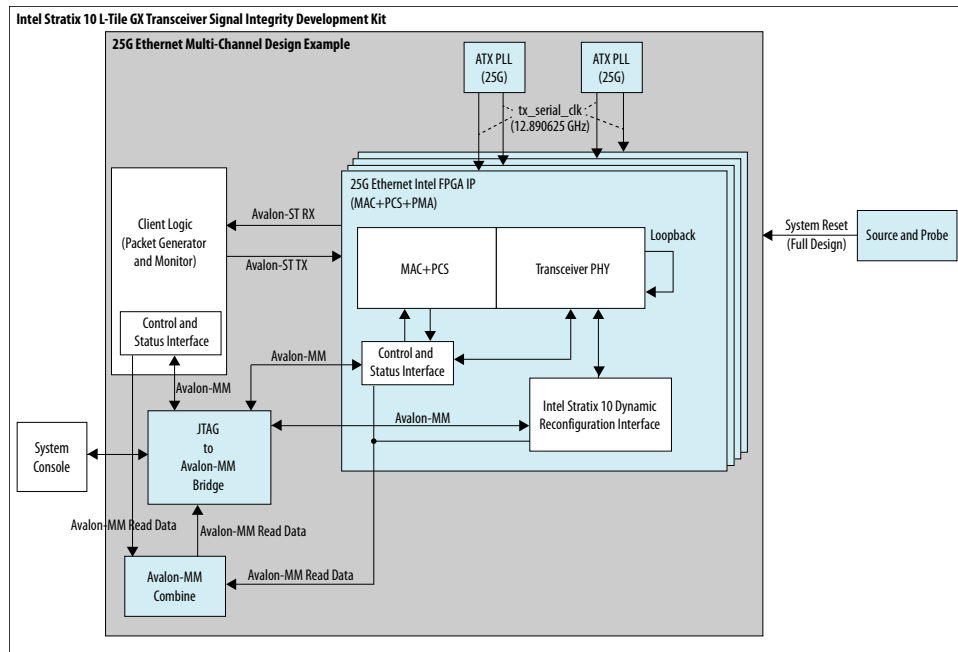 Intel Stratix 10 L-Tile GX Transceiver Signal Integrity Development Kit
25G Ethernet Multi-Channel Design Example
ATX PLL
(25G)
ATX PLL
(25G)
tx_serial_clk
(12.890625 GHz)
25G Ethernet Intel FPGA IP
(MAC+PCS+PMA)
Client Logic
(Packet Generator
and Monitor)
Avalon-ST RX
Avalon-ST TX
MAC+PCS
Transceiver PHY
Loopback
System Reset
(Full Design)
Source and Probe
Control and
Status Interface
Avalon-MM
Avalon-MM
Control and
Status Interface
Avalon-MM
Intel Stratix 10 Dynamic
Reconfiguration Interface
System
Console
JTAG
to
Avalon-MM
Bridge
Avalon-MM Read Data
Avalon-MM Read Data
Avalon-MM Read Data
Avalon-MM
Combine